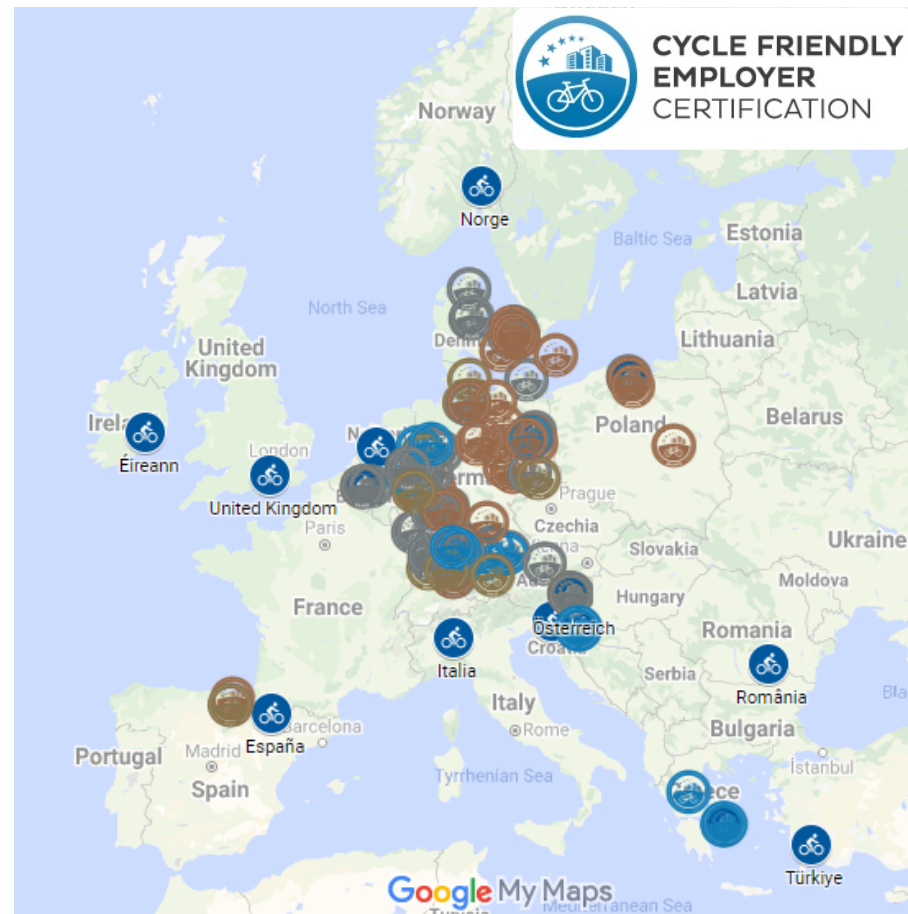 CYCLE FRIENDLY
EMPLOYER
CERTIFICATION
Norway
Norge
Baltic Sea
Estonia
Latvia
North Sea
Lithuania
United
Kingdom
Poland
Belarus
Éireann
London
United Kingdom
Prague
Paris
Czechia
Slovakia
Ukraine
Moldova
France
Hungary
Österreich
Romania
Italia
Serbia
România
Italy
Rome
Bulgaria
Barcelona
España
Portugal
Madrid
Spain
İstanbul
Tyrrhenian Sea
Türkiye
Google My Maps